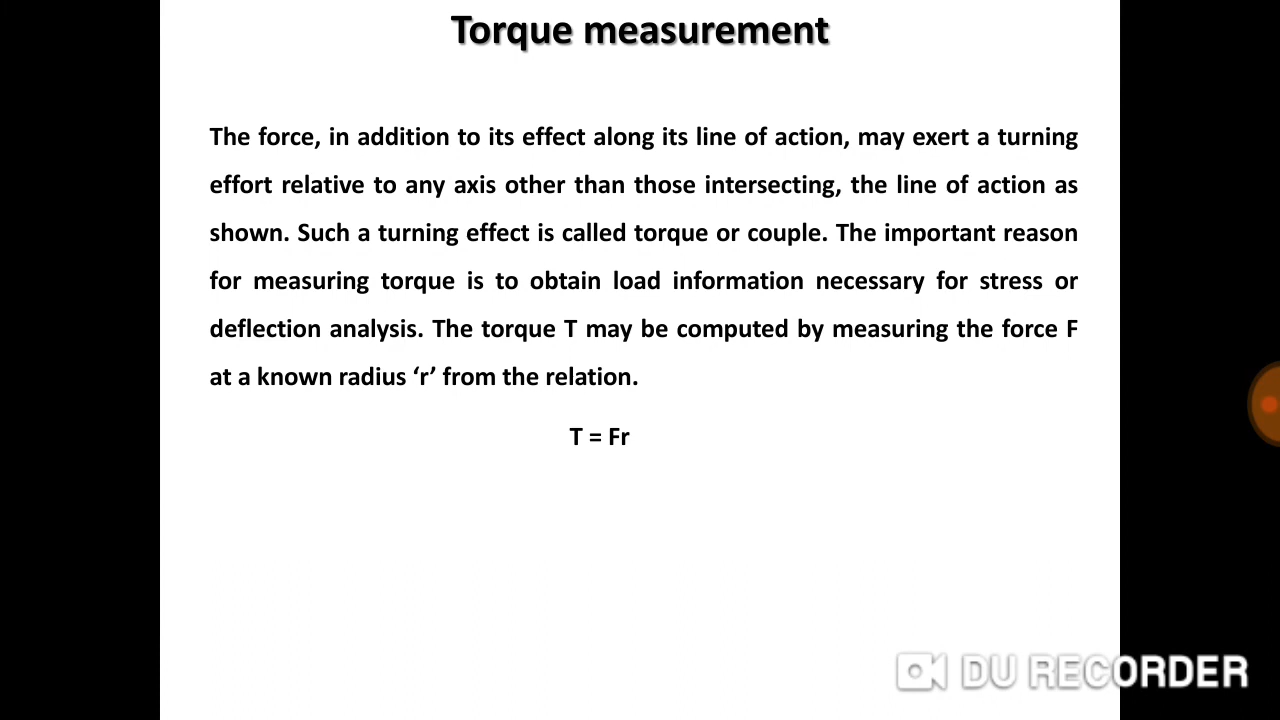 Torque measurement
The force, in addition to its effect along its line of action, may exert a turning
effort relative to any axis other than those intersecting, the line of action as
shown. Such a turning effect is called torque or couple. The important reason
for measuring torque is to obtain load information necessary for stress or
deflection analysis. The torque T may be computed by measuring the force F
at a known radius ‘r’ from the relation.
T = Fr
DU RECORDER